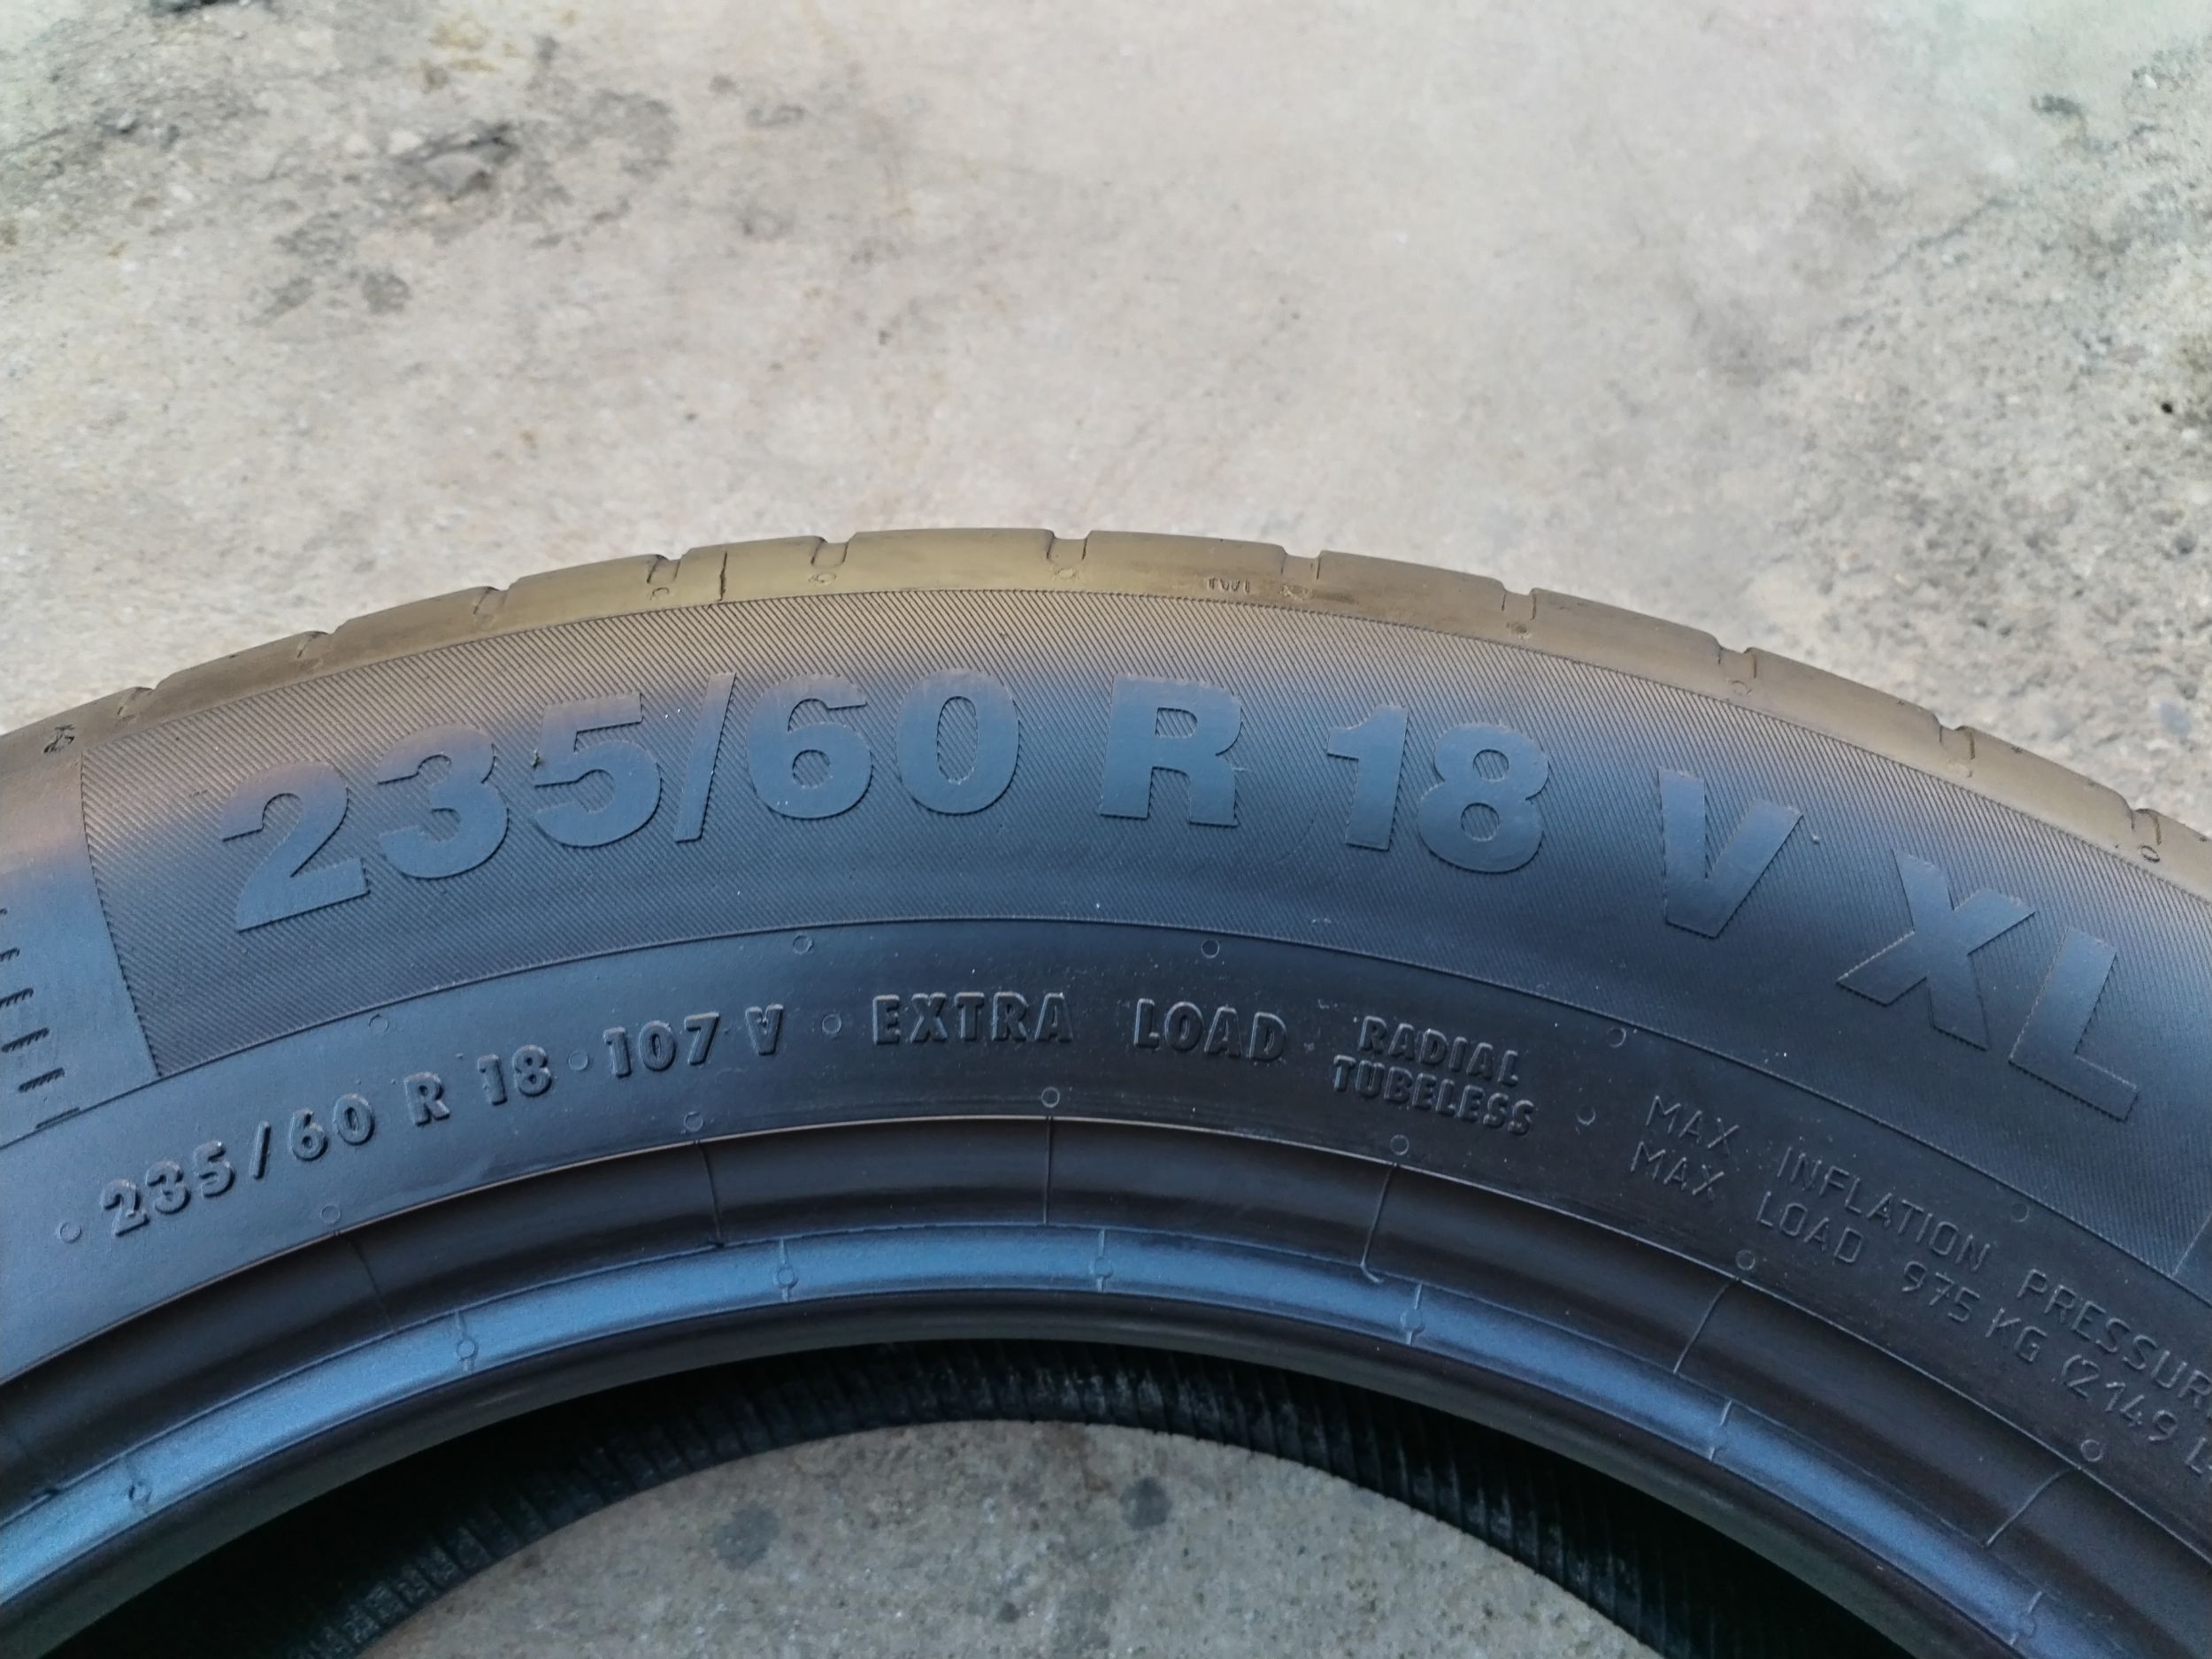 TWI
235/60 R 18 V XL
235/60 R 18 107 V EXTRA LOAD RADIAL
TUBELESS
MAX INFLATION
MAX LOAD 975 KG (2149